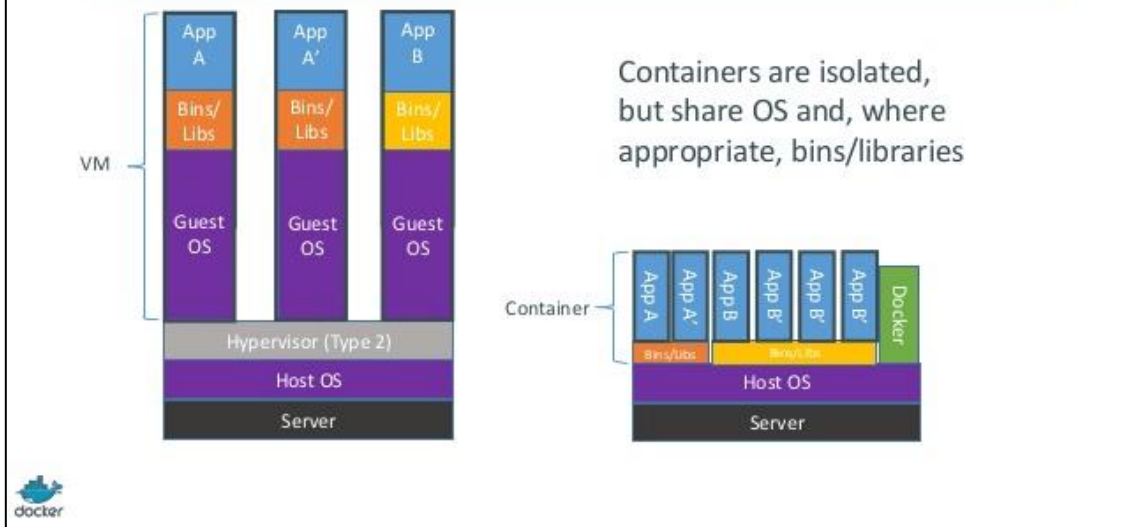 App
A
App
A’
App
B
Bins/
Libs
Bins/
Libs
Bins/
Libs
VM
Guest
OS
Guest
OS
Guest
OS
Hypervisor (Type 2)
Host OS
Server
Containers are isolated,
but share OS and, where
appropriate, bins/libraries
Container
App A
App A’
App B
App B’
App B’
App B’
Docker
Bins/Libs
Bins/Libs
Host OS
Server
docker